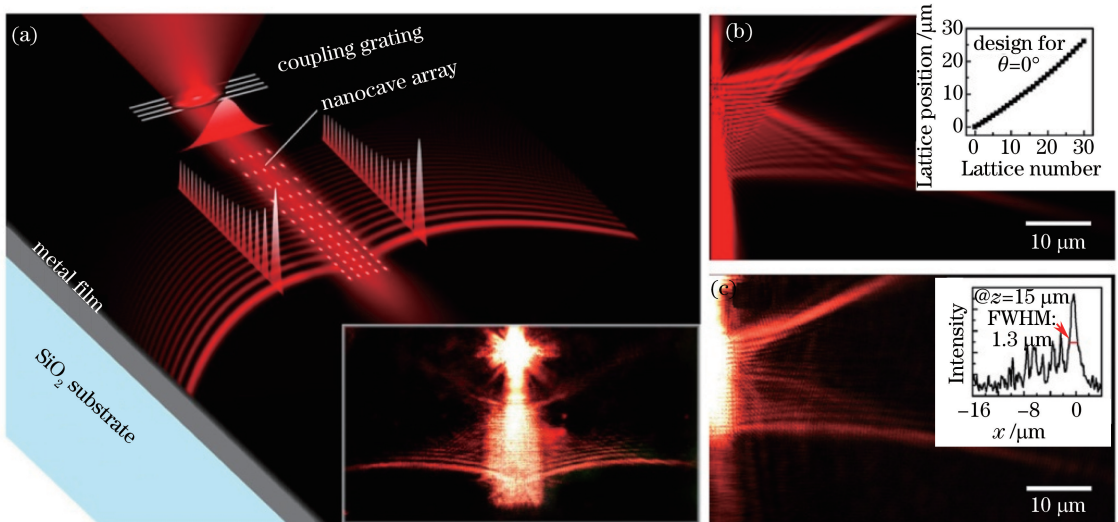 (a)
coupling grating
nanocave array
metal film
SiO₂ substrate
(b)
Lattice position /μm
30
20
10
0
design for
θ=0°
0 10 20 30
Lattice number
10 μm
(c)
Intensity
@z=15 μm
FWHM:
1.3 μm
−16 −8 0
x /μm
10 μm